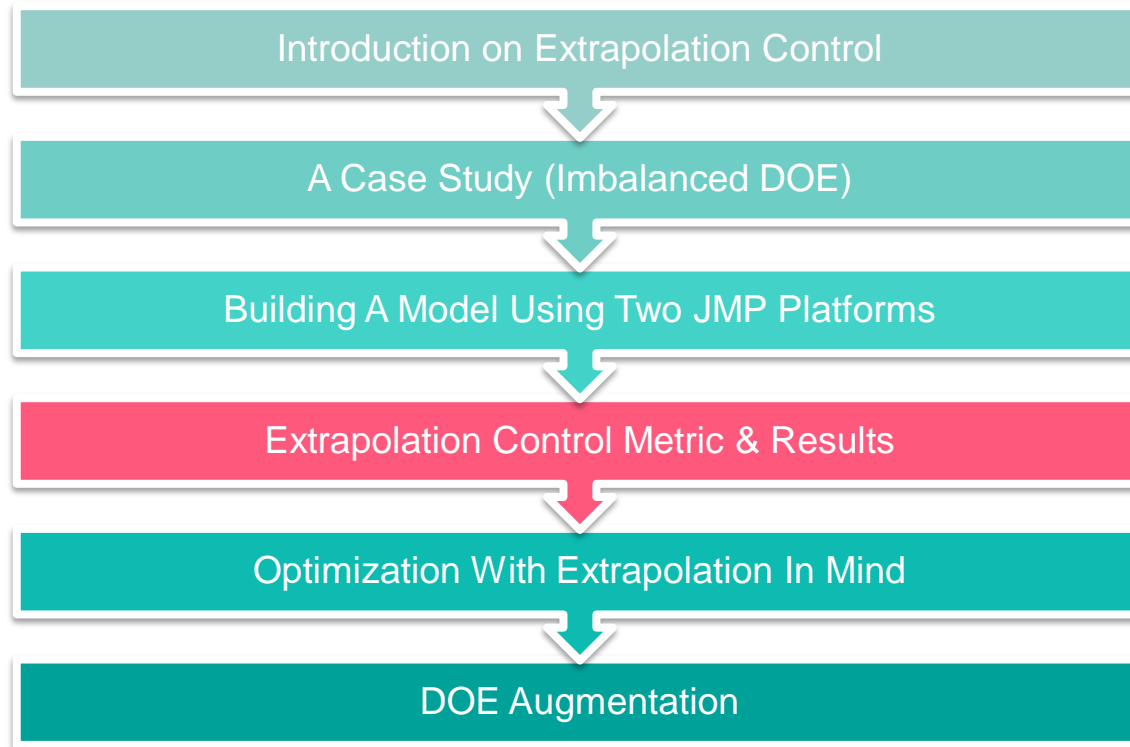 Introduction on Extrapolation Control
A Case Study (Imbalanced DOE)
Building A Model Using Two JMP Platforms
Extrapolation Control Metric & Results
Optimization With Extrapolation In Mind
DOE Augmentation